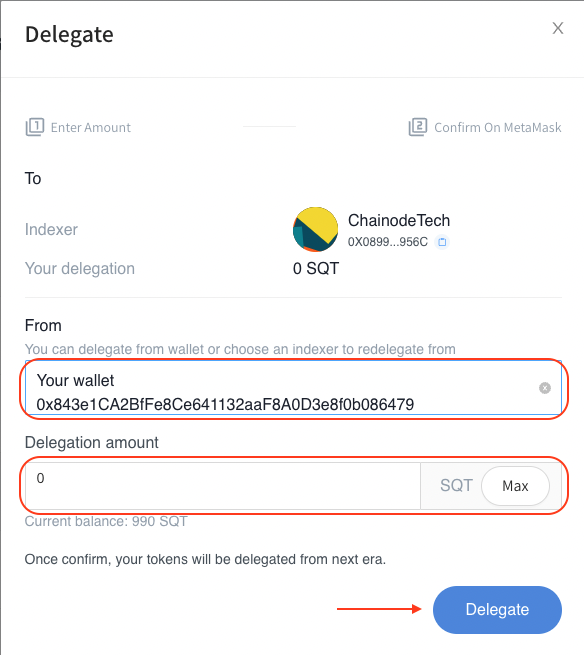 Delegate
1 Enter Amount
2 Confirm On MetaMask
To
Indexer
ChainodeTech
0X0899...956C
Your delegation
0 SQT
From
You can delegate from wallet or choose an indexer to redelegate from
Your wallet
0x843e1CA2BfFe8Ce641132aaF8A0D3e8f0b086479
Delegation amount
0
SQT
Max
Current balance: 990 SQT
Once confirm, your tokens will be delegated from next era.
Delegate